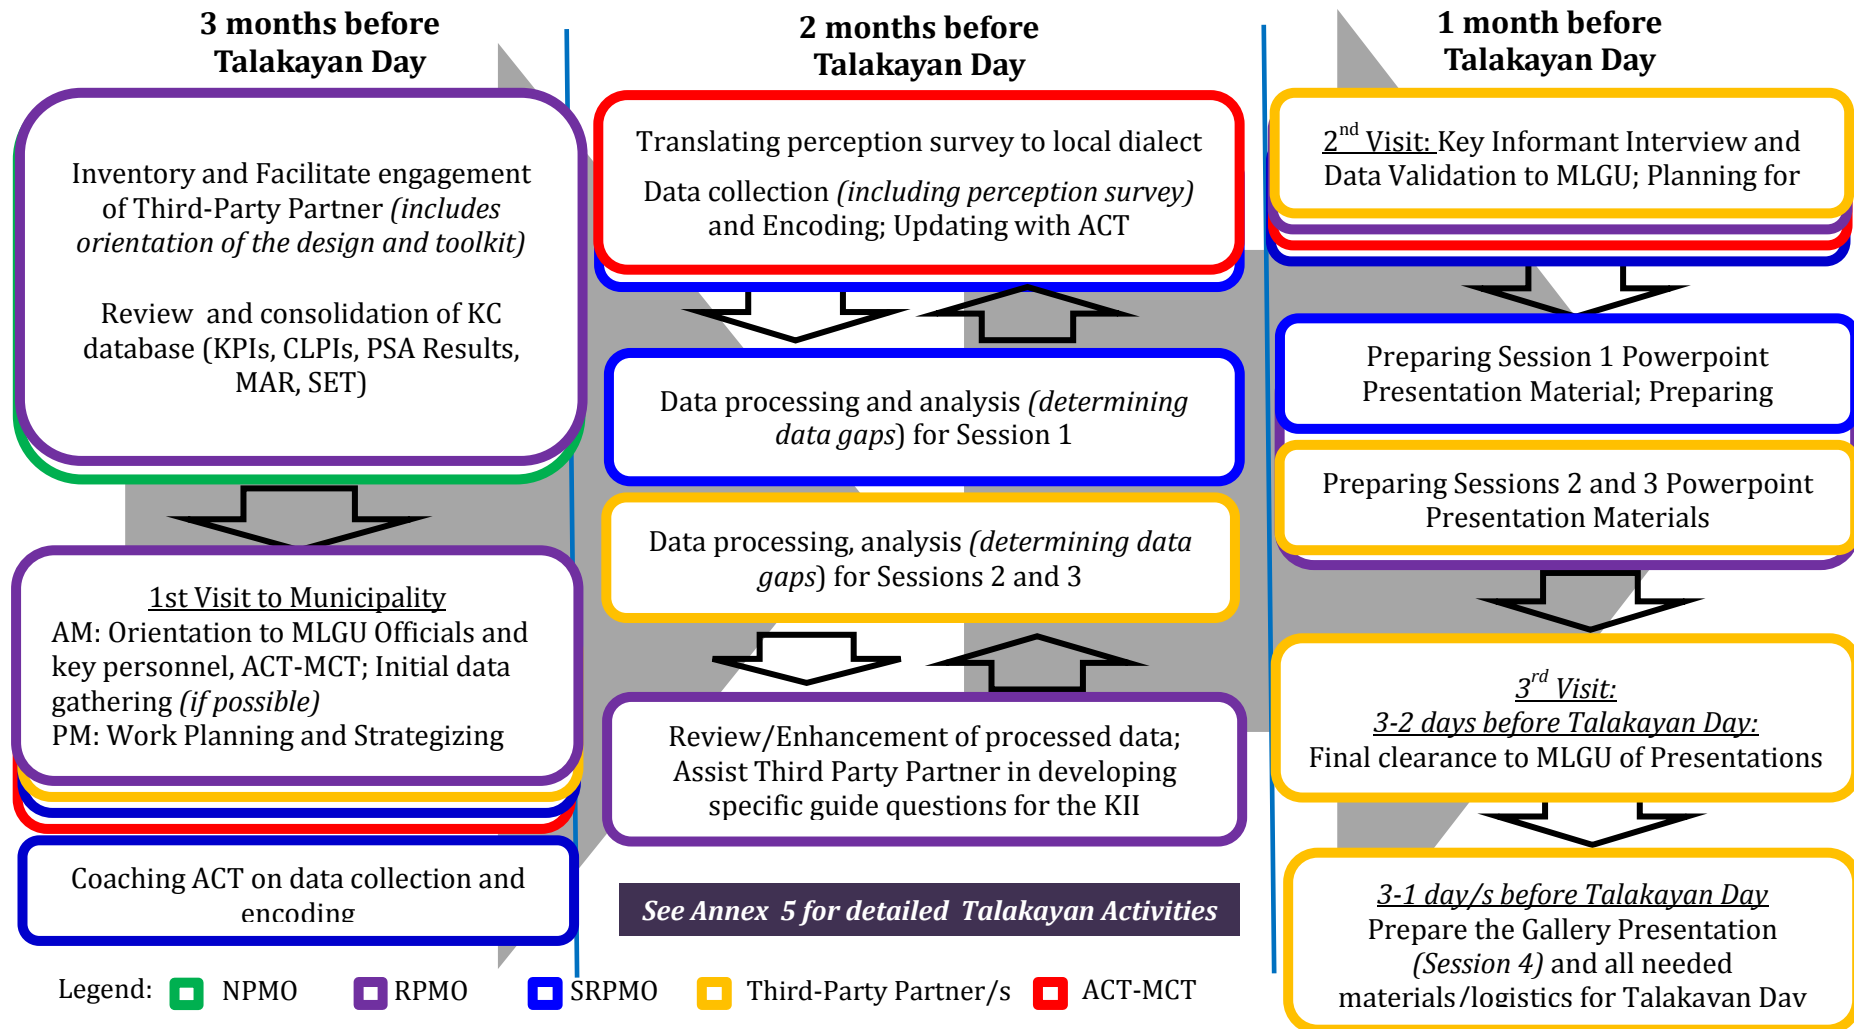 3 months before
Talakayan Day
Inventory and Facilitate engagement
of Third-Party Partner (includes
orientation of the design and toolkit)
Review and consolidation of KC
database (KPIs, CLPIs, PSA Results,
MAR, SET)
1st Visit to Municipality
AM: Orientation to MLGU Officials and
key personnel, ACT-MCT; Initial data
gathering (if possible)
PM: Work Planning and Strategizing
Coaching ACT on data collection and
encoding
2 months before
Talakayan Day
Translating perception survey to local dialect
Data collection (including perception survey)
and Encoding; Updating with ACT
Data processing and analysis (determining
data gaps) for Session 1
Data processing, analysis (determining data
gaps) for Sessions 2 and 3
Review/Enhancement of processed data;
Assist Third Party Partner in developing
specific guide questions for the KII
See Annex 5 for detailed Talakayan Activities
1 month before
Talakayan Day
2nd Visit: Key Informant Interview and
Data Validation to MLGU; Planning for
Preparing Session 1 Powerpoint
Presentation Material; Preparing
Preparing Sessions 2 and 3 Powerpoint
Presentation Materials
3rd Visit:
3-2 days before Talakayan Day:
Final clearance to MLGU of Presentations
3-1 day/s before Talakayan Day
Prepare the Gallery Presentation
(Session 4) and all needed
materials/logistics for Talakayan Day
Legend: NPMO RPMO SRPMO Third-Party Partner/s ACT-MCT